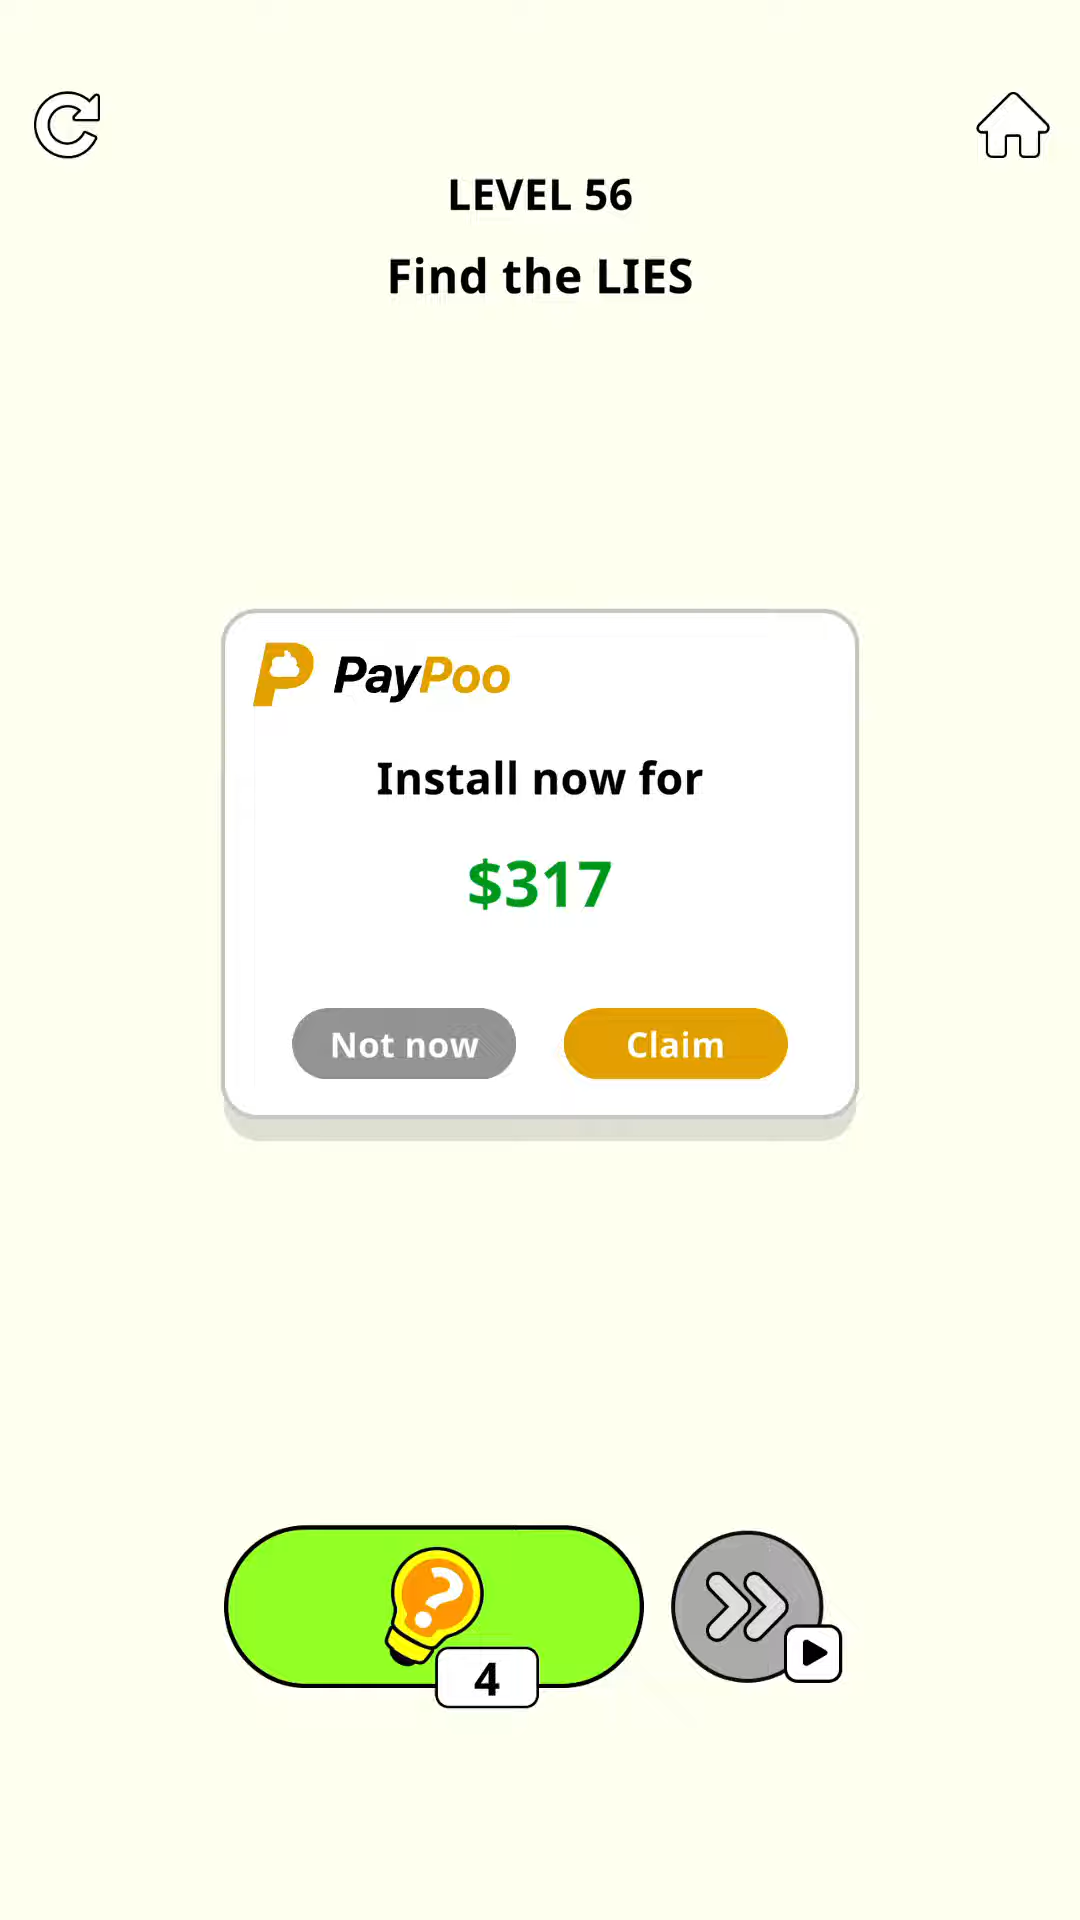 LEVEL 56
Find the LIES
PayPoo
Install now for
$317
Not now Claim
?
4